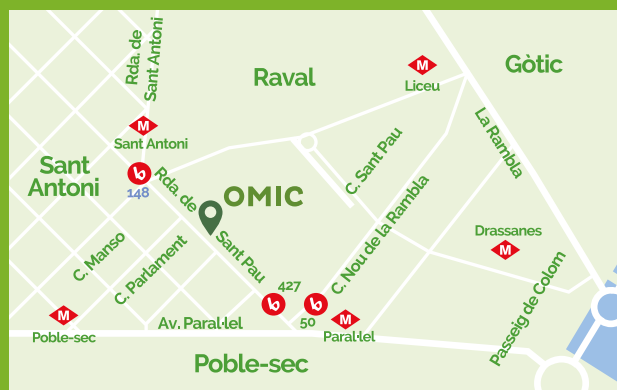 Rda. de
Sant Antoni
Raval
M
Liceu
Gòtic
M
Sant Antoni
La Rambla
Sant
Antoni
b
148
Rda. de
Sant Pau
OMIC
C. Sant Pau
C. Nou de la Rambla
Drassanes
M
C. Manso
C. Parlament
Passeig de Colom
427
b
b
50
M
Poble-sec
Av. Paral·lel
M
Paral·lel
Poble-sec